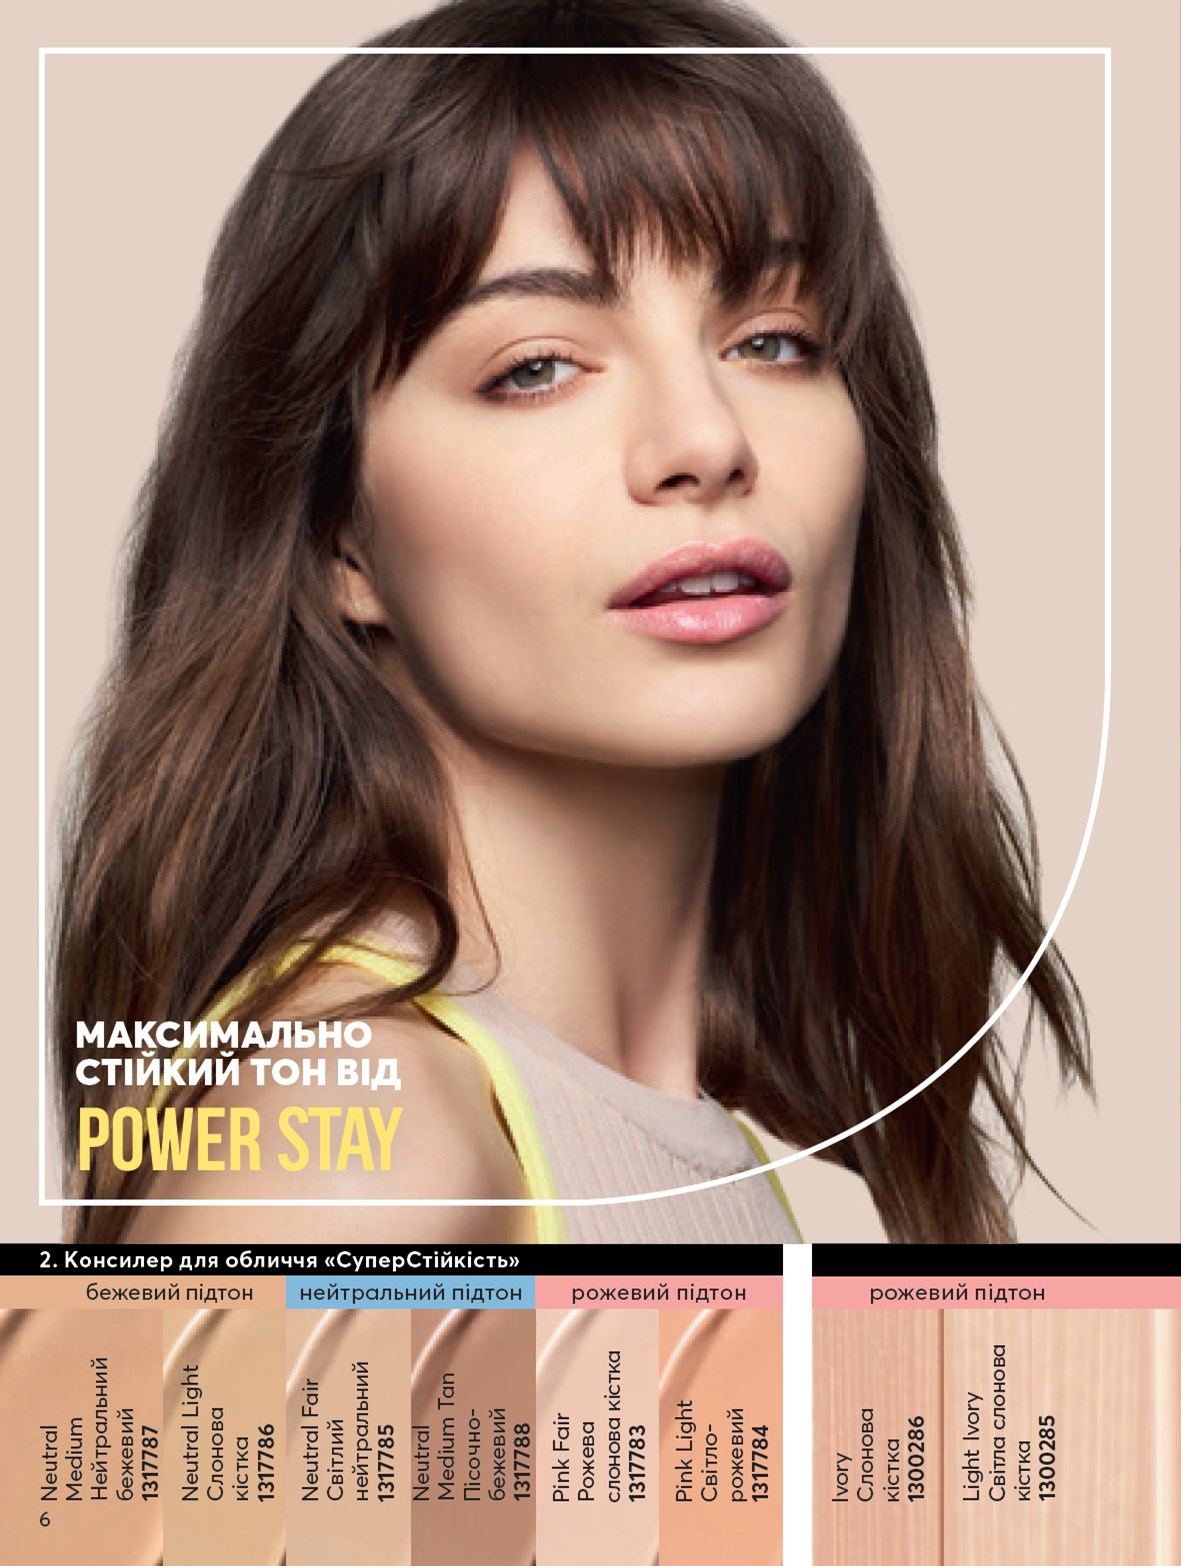 МАКСИМАЛЬНО
СТІЙКИЙ ТОН ВІД
POWER STAY
2. Консилер для обличчя «СуперСтійкість»
бежевий підтон
нейтральний підтон
рожевий підтон
рожевий підтон
Neutral
Medium
Нейтральний
бежевий
1317787
Neutral Light
Слонова
кістка
1317786
Neutral Fair
Світлий
нейтральний
1317785
Neutral
Medium Tan
Пісочно-
бежевий
1317788
Pink Fair
Рожева
слонова кістка
1317783
Pink Light
Світло-
рожевий
1317784
Ivory
Слонова
кістка
1300286
Light Ivory
Світла слонова
кістка
1300285
6